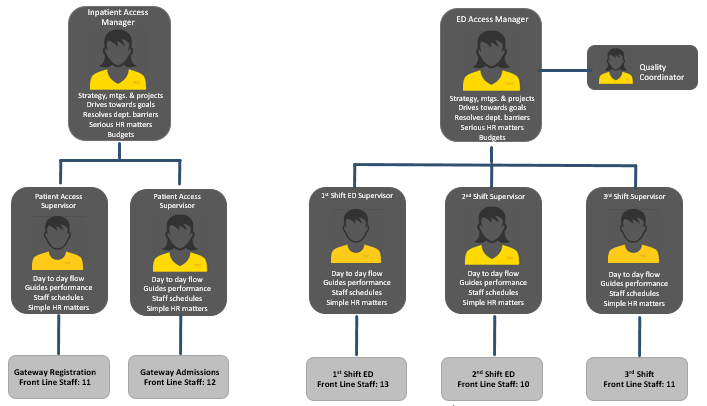 Inpatient Access
Manager
Strategy, mtgs. & projects
Drives towards goals
Resolves dept. barriers
Serious HR matters
Budgets
ED Access Manager
Strategy, mtgs. & projects
Drives towards goals
Resolves dept. barriers
Serious HR matters
Budgets
Quality
Coordinator
Patient Access
Supervisor
Day to day flow
Guides performance
Staff schedules
Simple HR matters
Patient Access
Supervisor
Day to day flow
Guides performance
Staff schedules
Simple HR matters
1st Shift ED Supervisor
Day to day flow
Guides performance
Staff schedules
Simple HR matters
2nd Shift Supervisor
Day to day flow
Guides performance
Staff schedules
Simple HR matters
3rd Shift Supervisor
Day to day flow
Guides performance
Staff schedules
Simple HR matters
Gateway Registration
Front Line Staff: 11
Gateway Admissions
Front Line Staff: 12
1st Shift ED
Front Line Staff: 13
2nd Shift ED
Front Line Staff: 10
3rd Shift
Front Line Staff: 11